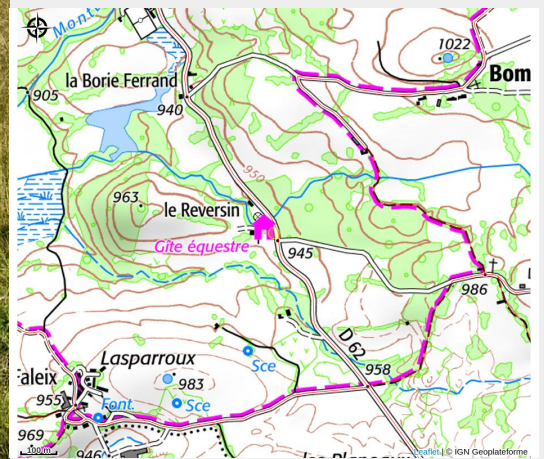 Mont
1022
la Borie Ferrand
Bom
905
940
950
963
le Reversin
Gîte équestre
945
986
D 62
Lasparroux
Sce
958
Faleix
983
955
Font.
Sce
969
946
100 m
Leaflet | © IGN Geoplateforme